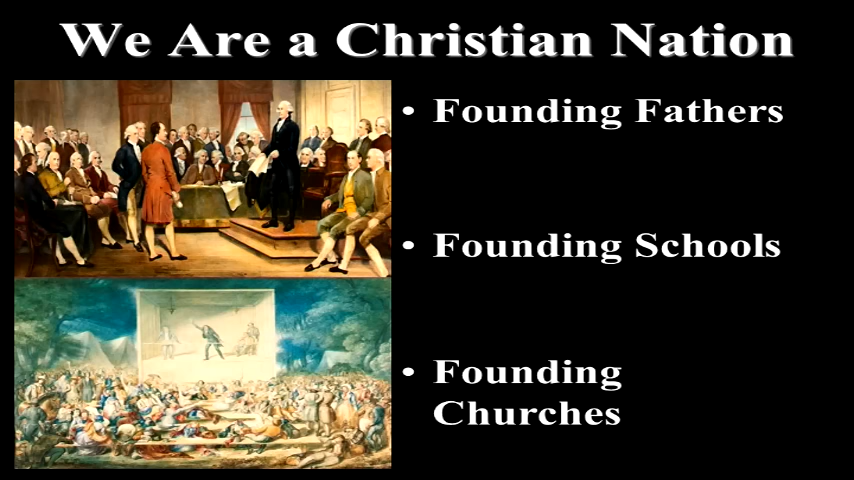 We Are a Christian Nation
• Founding Fathers
• Founding Schools
• Founding
Churches